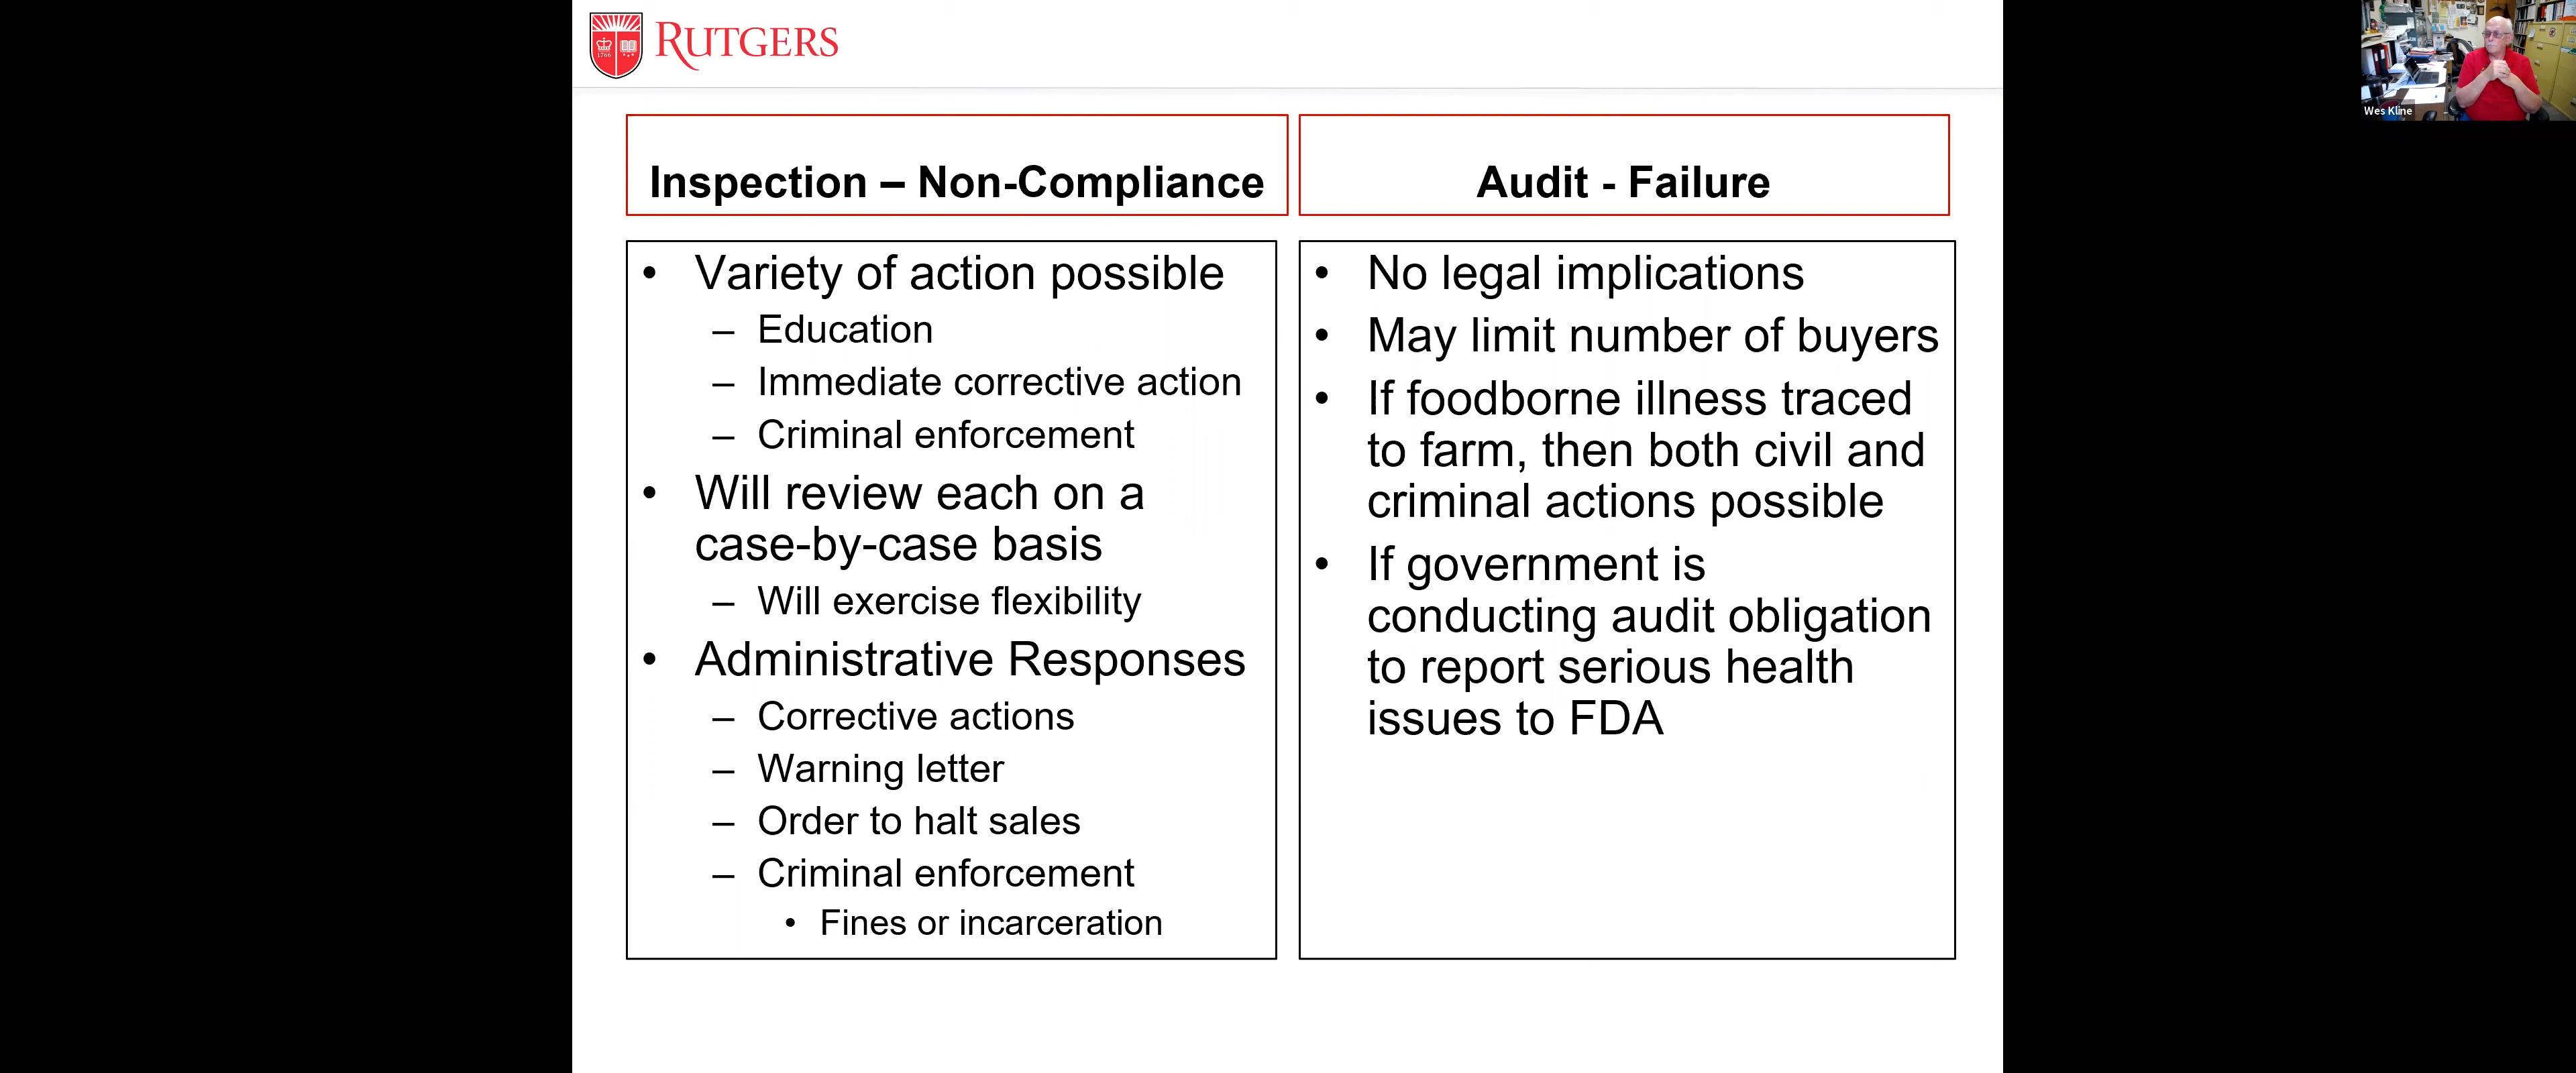 1766
RUTGERS
Wes Kline
Inspection – Non-Compliance
• Variety of action possible
– Education
– Immediate corrective action
– Criminal enforcement
• Will review each on a
case-by-case basis
– Will exercise flexibility
• Administrative Responses
– Corrective actions
– Warning letter
– Order to halt sales
– Criminal enforcement
• Fines or incarceration
Audit - Failure
• No legal implications
• May limit number of buyers
• If foodborne illness traced
to farm, then both civil and
criminal actions possible
• If government is
conducting audit obligation
to report serious health
issues to FDA